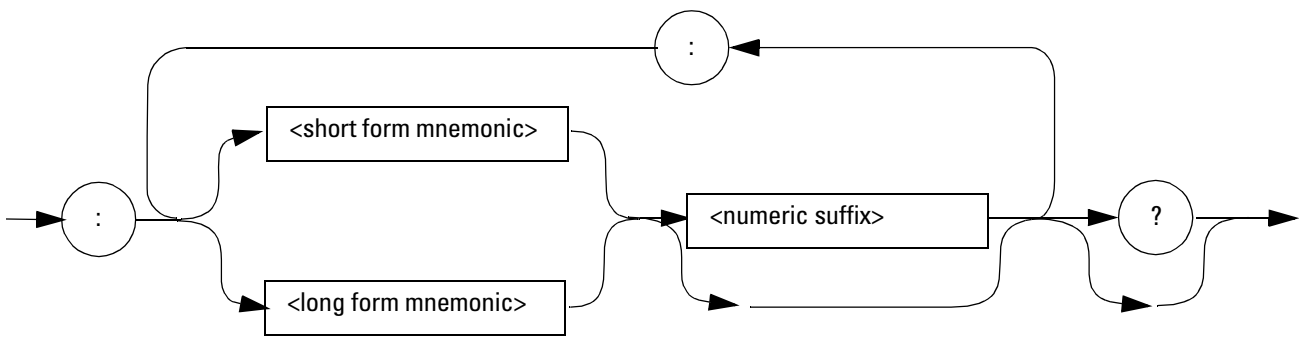 :
<short form mnemonic>
:
<numeric suffix>
?
<long form mnemonic>